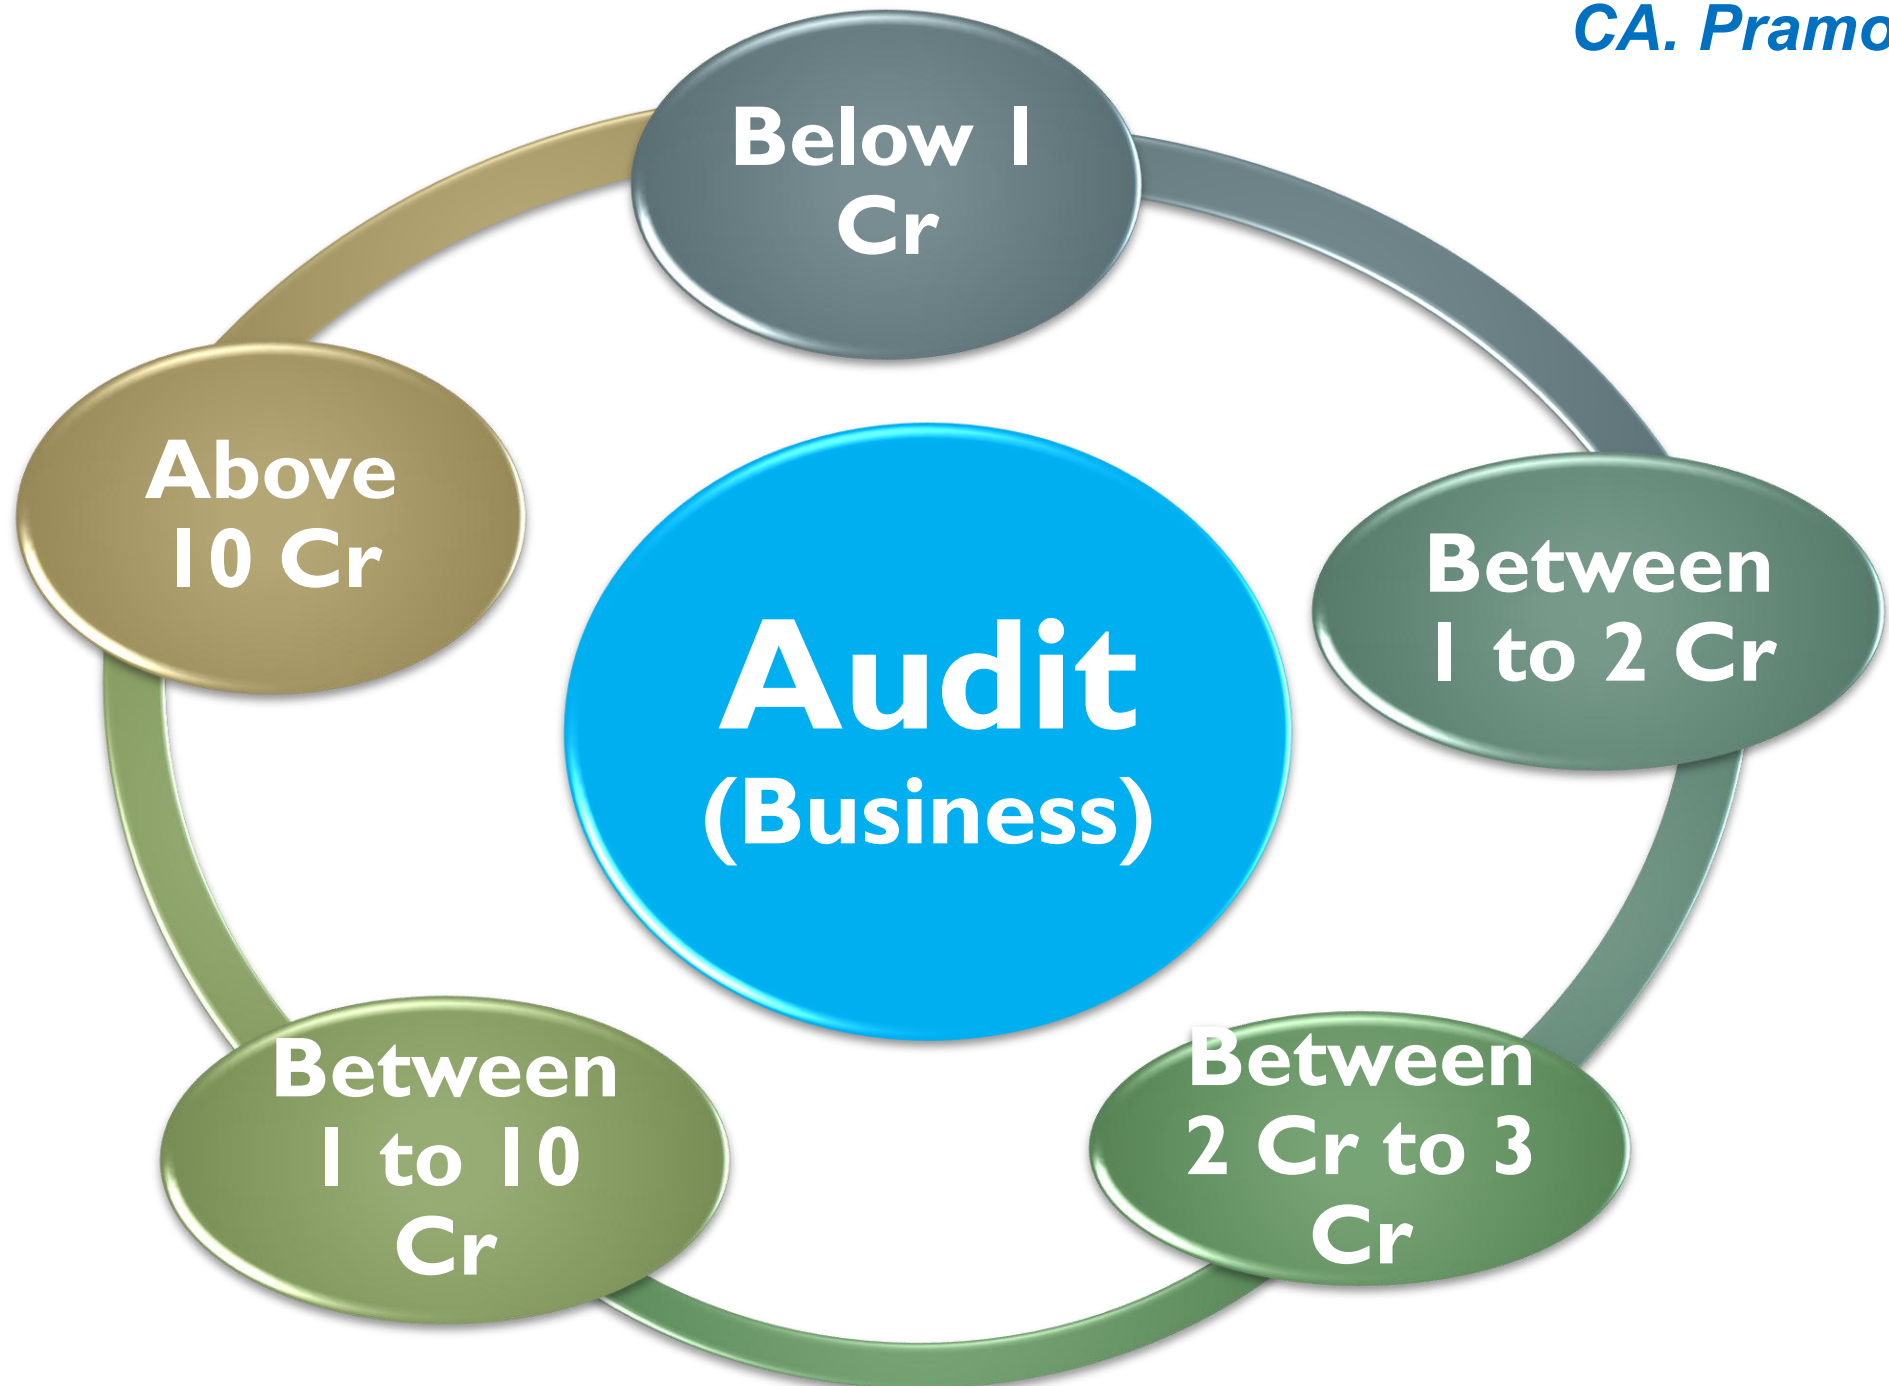 CA. Pramo
Below 1
Cr
Between
1 to 2 Cr
Between
2 Cr to 3
Cr
Between
1 to 10
Cr
Above
10 Cr
Audit
(Business)